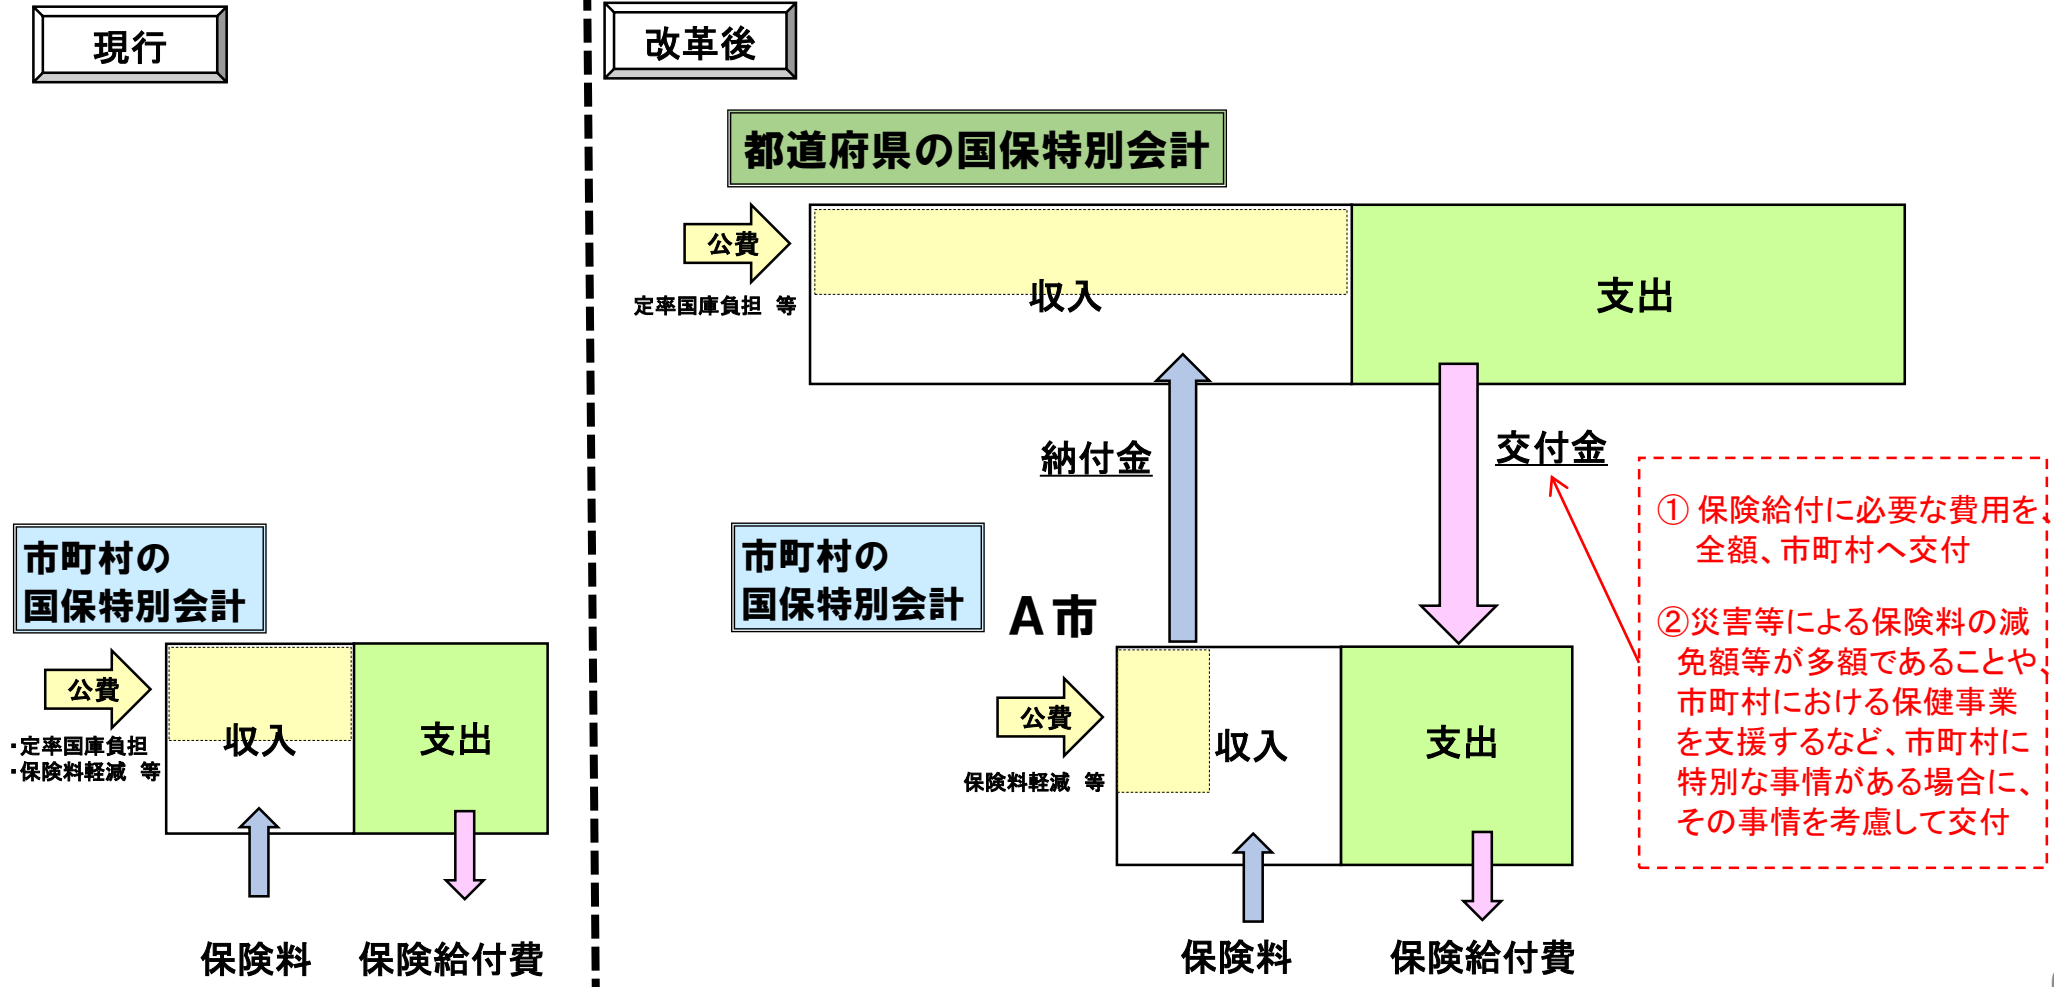 現行
市町村の
国保特別会計
公費
・定率国庫負担
・保険料軽減 等
収入
支出
保険料
保険給付費
改革後
都道府県の国保特別会計
公費
定率国庫負担 等
収入
支出
納付金
交付金
① 保険給付に必要な費用を、
全額、市町村へ交付
②災害等による保険料の減
免額等が多額であることや、
市町村における保健事業
を支援するなど、市町村に
特別な事情がある場合に、
その事情を考慮して交付
市町村の
国保特別会計
A市
公費
保険料軽減 等
収入
支出
保険料
保険給付費